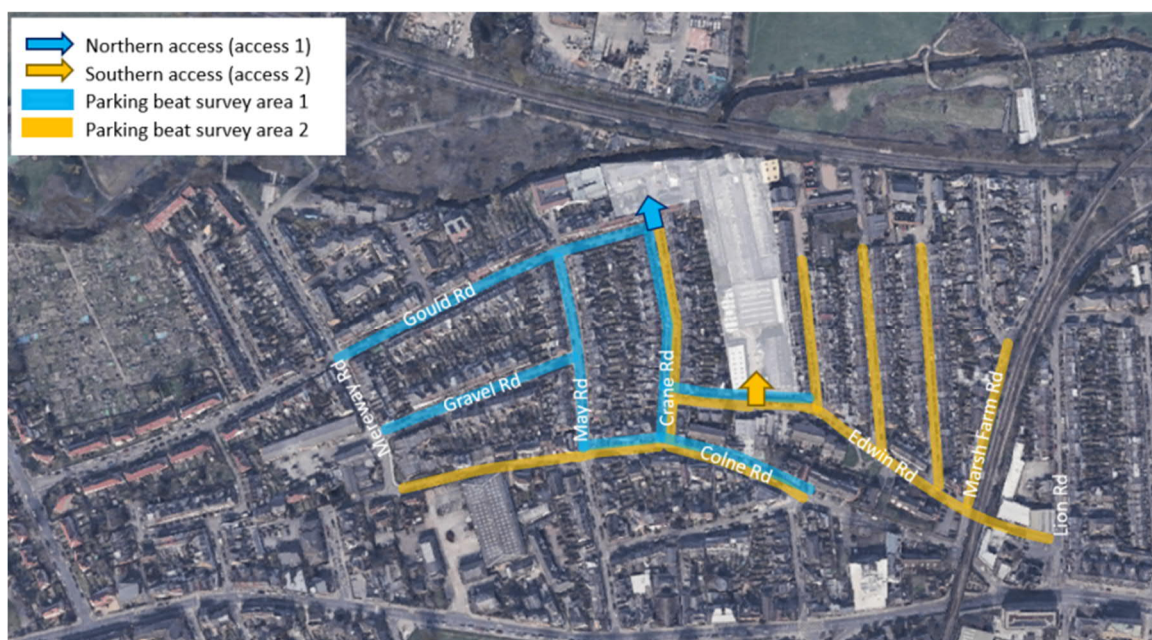 Northern access (access 1)
Southern access (access 2)
Parking beat survey area 1
Parking beat survey area 2
Gould Rd
Mereway Rd
Gravel Rd
May Rd
Crane Rd
Colne Rd
Edwin Rd
Marsh Farm Rd
Lion Rd